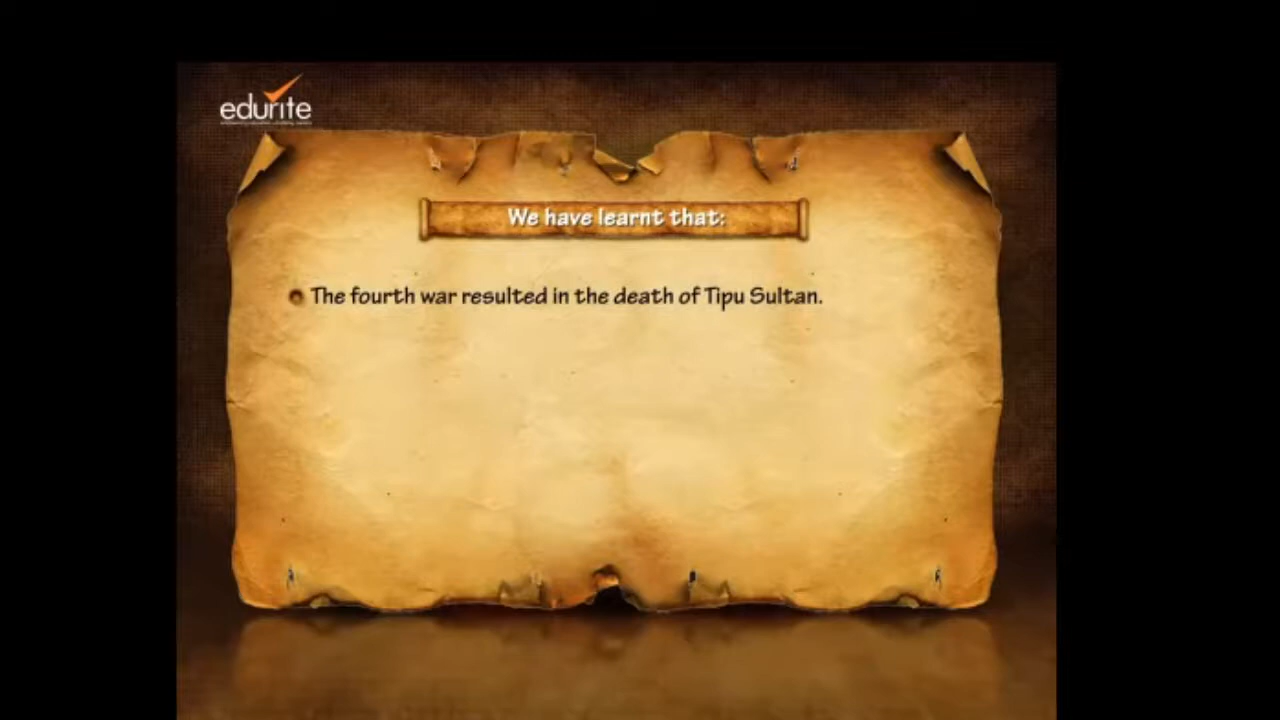 edurite
We have learnt that:
The fourth war resulted in the death of Tipu Sultan.